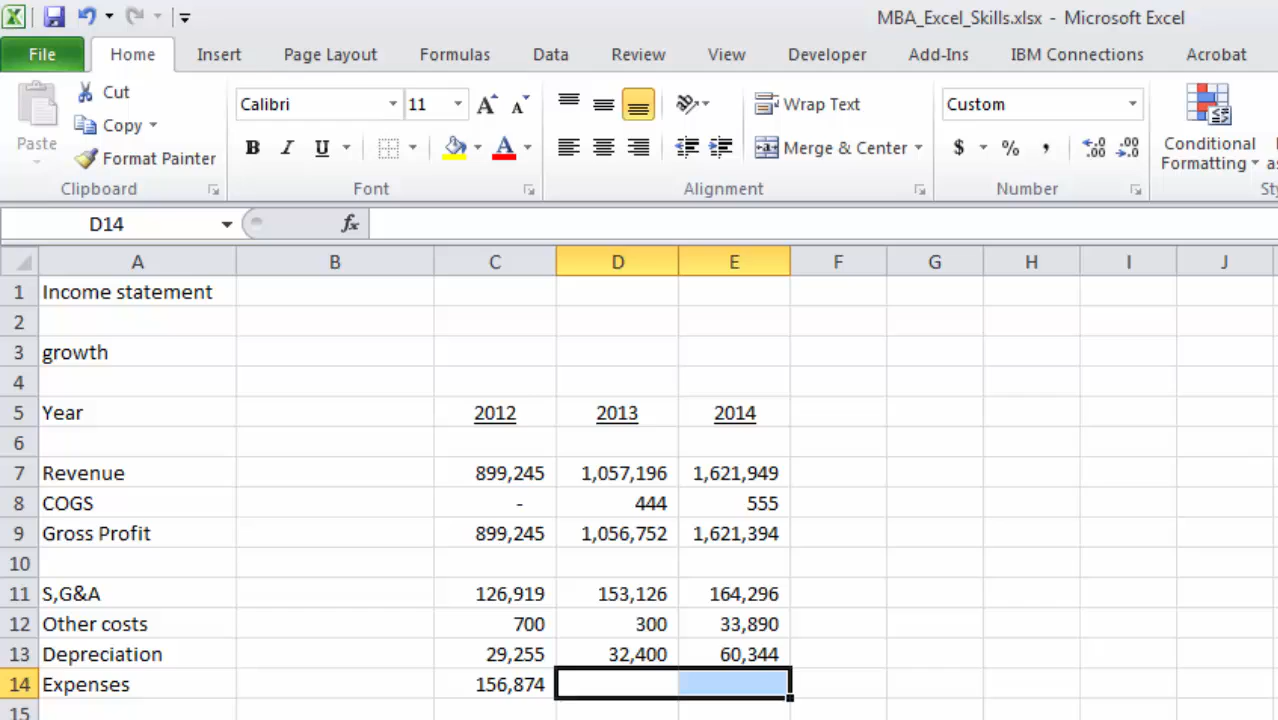 MBA_Excel_Skills.xlsx - Microsoft Excel
File Home Insert Page Layout Formulas Data Review View Developer Add-Ins IBM Connections Acrobat
Paste
Cut
Copy
Format Painter
Clipboard
Calibri 11 A A
B I U A
Font
Wrap Text
Merge & Center
Alignment
Custom
$ % , .00 .00
Number
Conditional
Formatting as
Sty
D14 fx
A B C D E F G H I J
1 Income statement
2
3 growth
4
5 Year 2012 2013 2014
6
7 Revenue 899,245 1,057,196 1,621,949
8 COGS - 444 555
9 Gross Profit 899,245 1,056,752 1,621,394
10
11 S,G&A 126,919 153,126 164,296
12 Other costs 700 300 33,890
13 Depreciation 29,255 32,400 60,344
14 Expenses 156,874
15